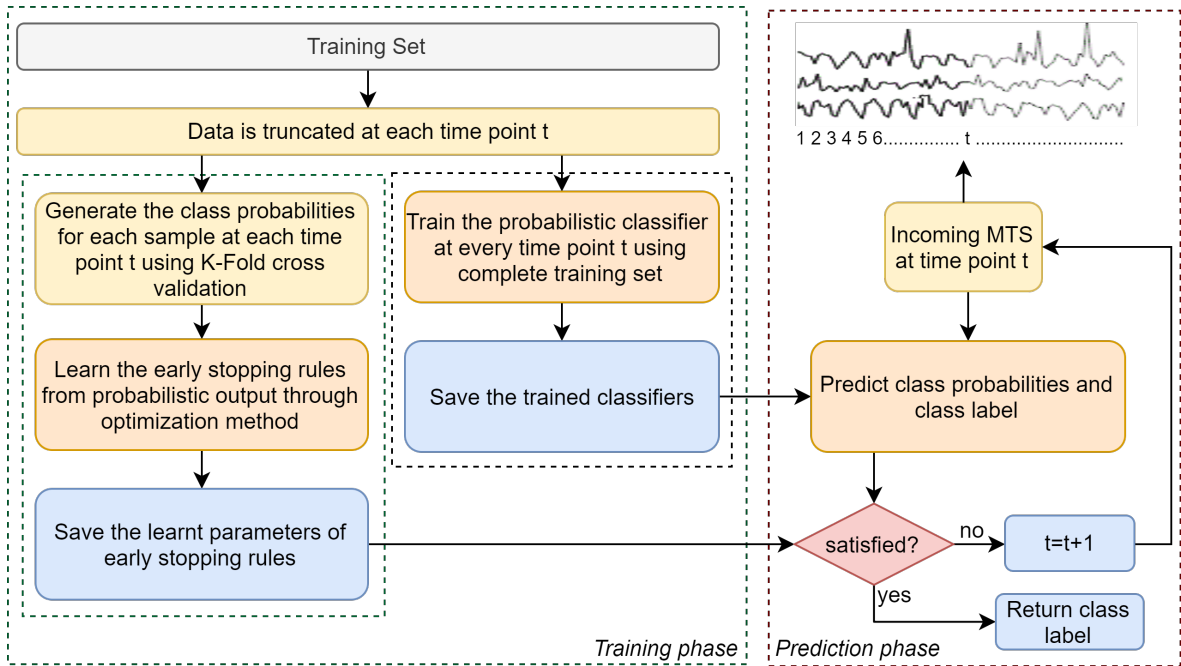 Training Set
Data is truncated at each time point t
Generate the class probabilities
for each sample at each time
point t using K-Fold cross
validation
Learn the early stopping rules
from probabilistic output through
optimization method
Save the learnt parameters of
early stopping rules
Train the probabilistic classifier
at every time point t using
complete training set
Save the trained classifiers
Training phase
1 2 3 4 5 6............... t .............................
Incoming MTS
at time point t
Predict class probabilities and
class label
satisfied?
no
t=t+1
yes
Return class
label
Prediction phase